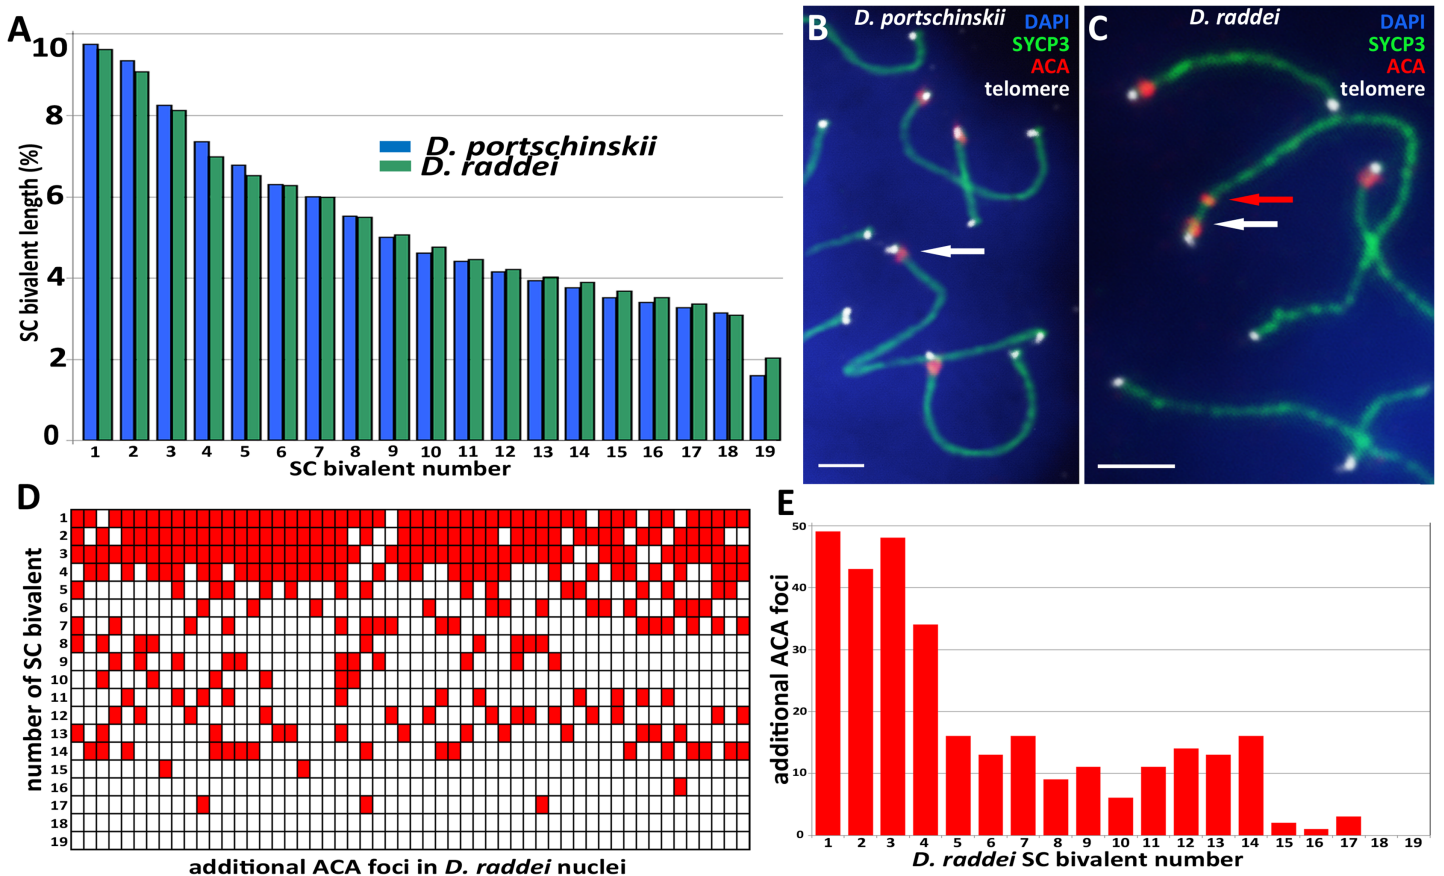 A
SC bivalent length (%)
10
8
6
4
2
0
D. portschinskii
D. raddei
1 2 3 4 5 6 7 8 9 10 11 12 13 14 15 16 17 18 19
SC bivalent number
B
D. portschinskii
DAPI
SYCP3
ACA
telomere
C
D. raddei
DAPI
SYCP3
ACA
telomere
D
number of SC bivalent
1
2
3
4
5
6
7
8
9
10
11
12
13
14
15
16
17
18
19
additional ACA foci in D. raddei nuclei
E
additional ACA foci
50
40
30
20
10
0
1 2 3 4 5 6 7 8 9 10 11 12 13 14 15 16 17 18 19
D. raddei SC bivalent number